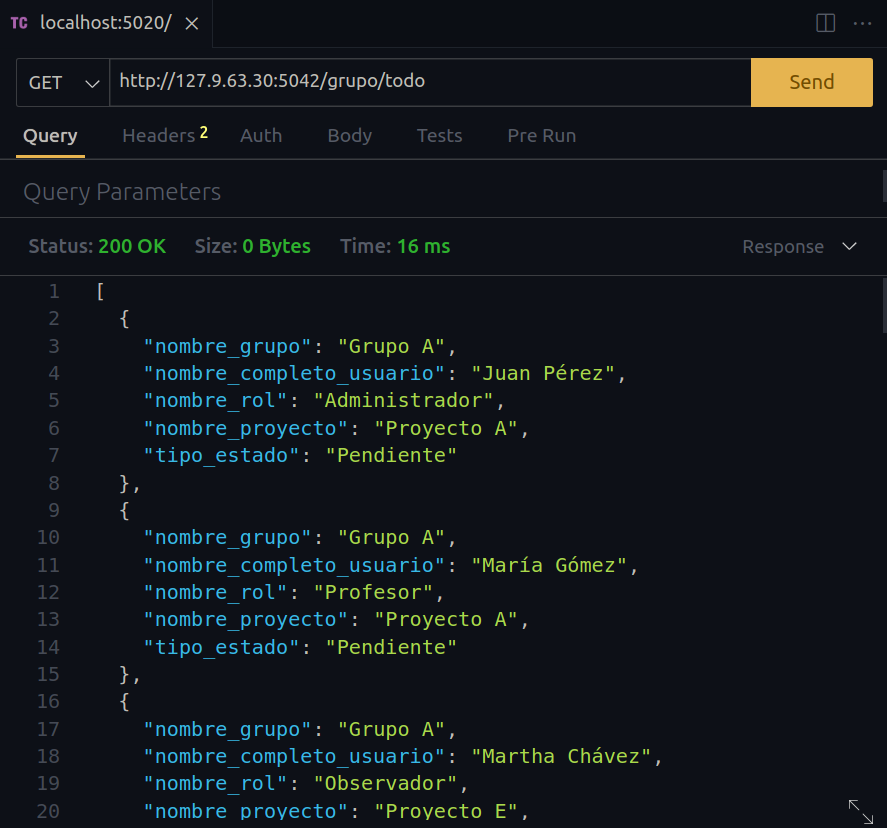 TC localhost:5020/
GET http://127.9.63.30:5042/grupo/todo Send
Query Headers 2 Auth Body Tests Pre Run
Query Parameters
Status: 200 OK Size: 0 Bytes Time: 16 ms Response
1 [
2 {
3 "nombre_grupo": "Grupo A",
4 "nombre_completo_usuario": "Juan Pérez",
5 "nombre_rol": "Administrador",
6 "nombre_proyecto": "Proyecto A",
7 "tipo_estado": "Pendiente"
8 },
9 {
10 "nombre_grupo": "Grupo A",
11 "nombre_completo_usuario": "María Gómez",
12 "nombre_rol": "Profesor",
13 "nombre_proyecto": "Proyecto A",
14 "tipo_estado": "Pendiente"
15 },
16 {
17 "nombre_grupo": "Grupo A",
18 "nombre_completo_usuario": "Martha Chávez",
19 "nombre_rol": "Observador",
20 "nombre_proyecto": "Proyecto E",